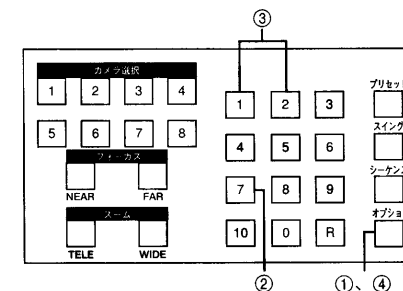 ③
カメラ選択
1 2 3 4
5 6 7 8
フォーカス
NEAR FAR
ズーム
TELE WIDE
1 2 3
4 5 6
7 8 9
10 0 R
プリセット
スイング
シーケンス
オプショ
② ①、④